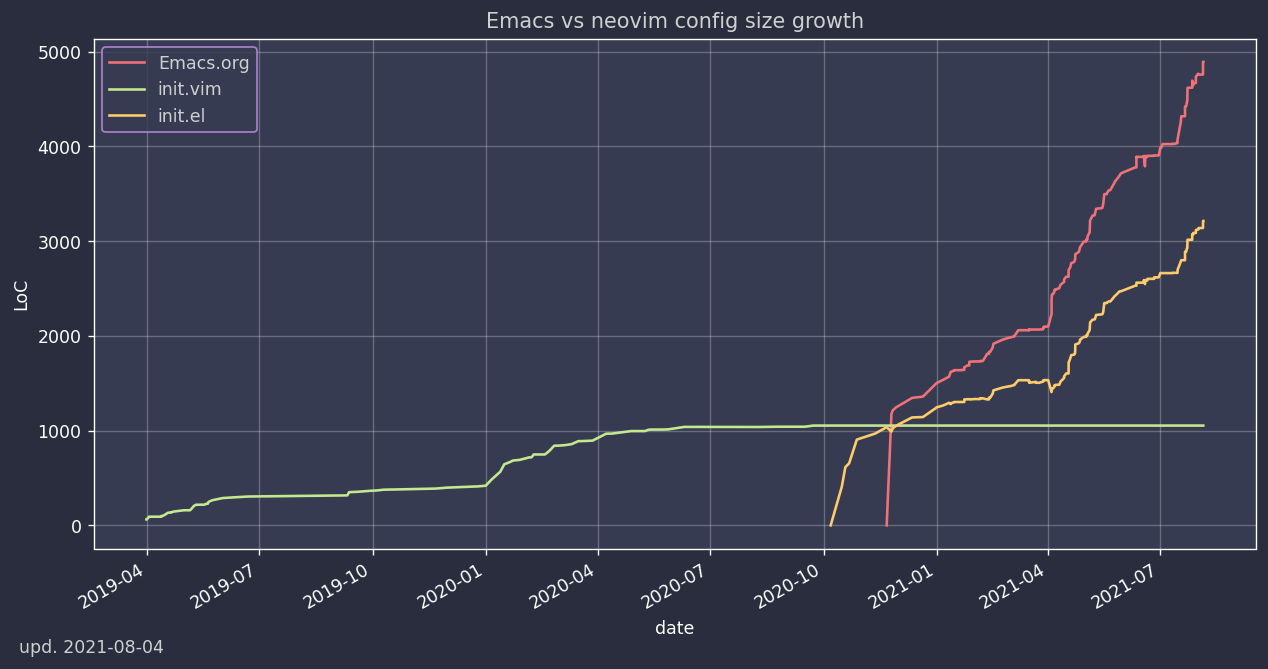 Emacs vs neovim config size growth
Emacs.org
init.vim
init.el
5000
4000
3000
2000
1000
0
LoC
2019-04
2019-07
2019-10
2020-01
2020-04
2020-07
2020-10
2021-01
2021-04
2021-07
date
upd. 2021-08-04